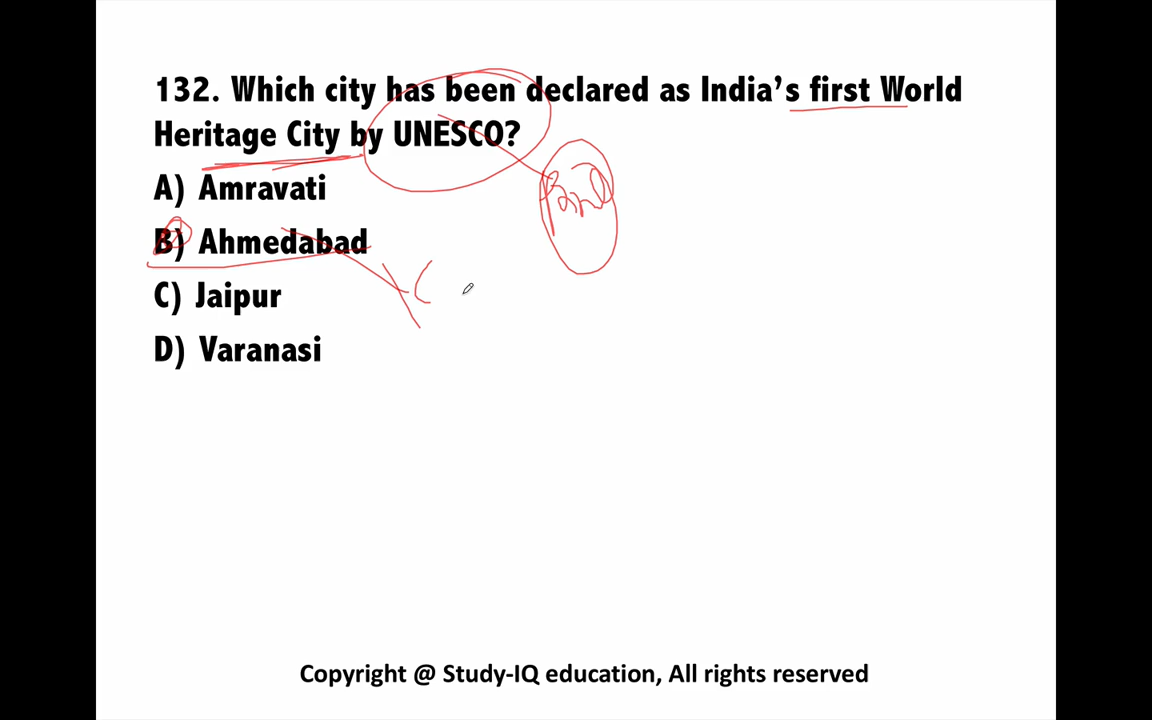 132. Which city has been declared as India's first World
Heritage City by UNESCO?
A) Amravati
B) Ahmedabad
C) Jaipur
D) Varanasi
Copyright @ Study-IQ education, All rights reserved